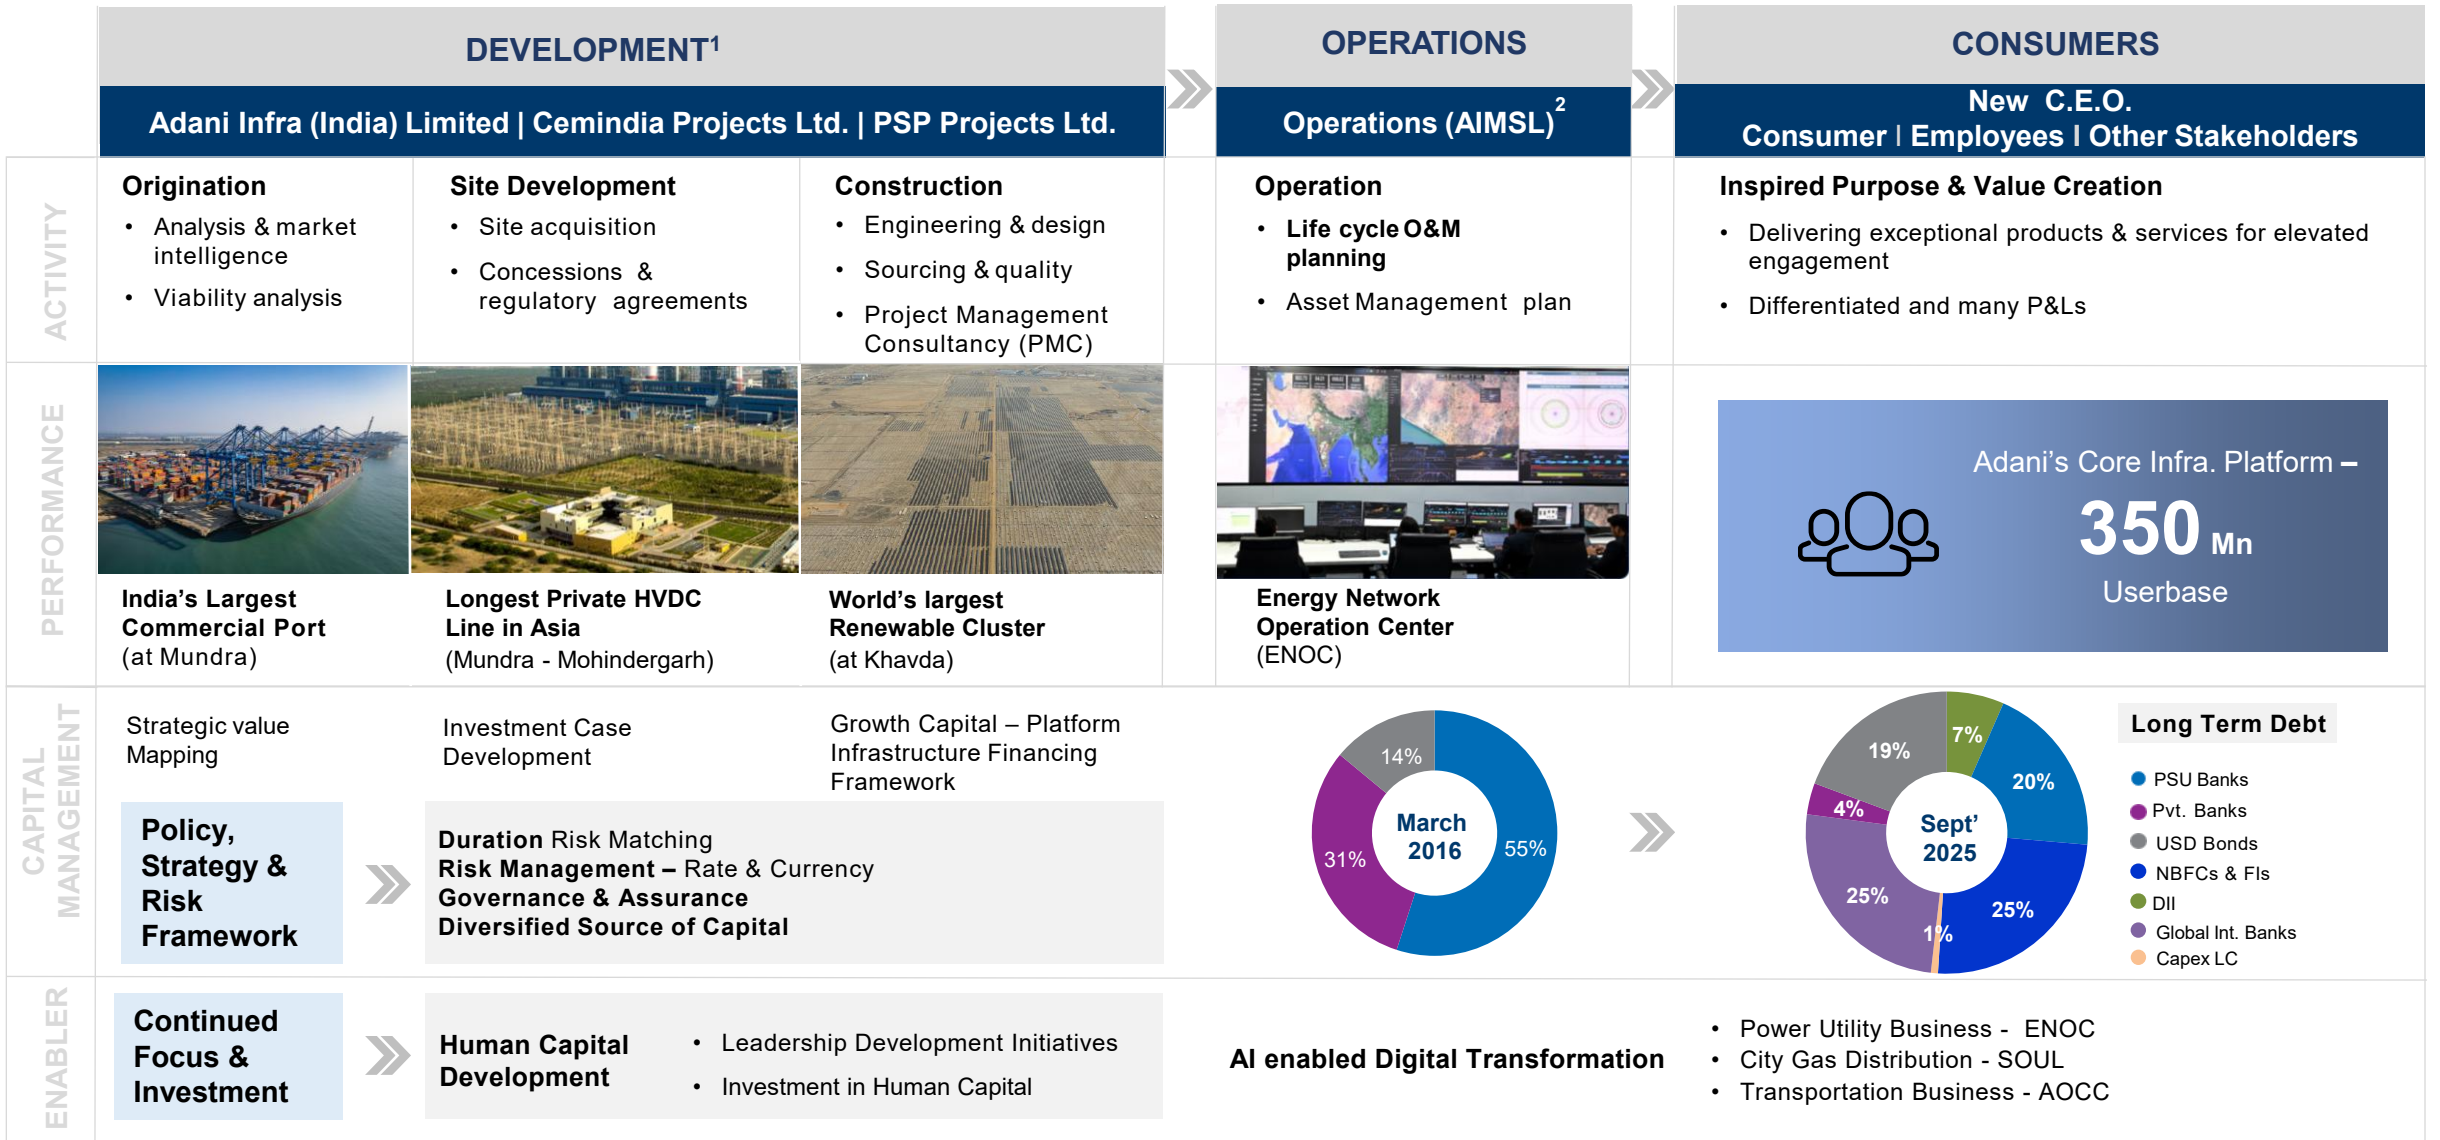 DEVELOPMENT1
OPERATIONS
CONSUMERS
Adani Infra (India) Limited | Cemindia Projects Ltd. | PSP Projects Ltd.
Operations (AIMSL)2
New C.E.O.
Consumer I Employees I Other Stakeholders
ACTIVITY
Origination
• Analysis & market
intelligence
• Viability analysis
Site Development
• Site acquisition
• Concessions &
regulatory agreements
Construction
• Engineering & design
• Sourcing & quality
• Project Management
Consultancy (PMC)
Operation
• Life cycle O&M
planning
• Asset Management plan
Inspired Purpose & Value Creation
• Delivering exceptional products & services for elevated
engagement
• Differentiated and many P&Ls
PERFORMANCE
India's Largest
Commercial Port
(at Mundra)
Longest Private HVDC
Line in Asia
(Mundra - Mohindergarh)
World's largest
Renewable Cluster
(at Khavda)
Energy Network
Operation Center
(ENOC)
Adani's Core Infra. Platform –
350 Mn
Userbase
CAPITAL
MANAGEMENT
Strategic value
Mapping
Investment Case
Development
Growth Capital – Platform
Infrastructure Financing
Framework
Policy,
Strategy &
Risk
Framework
Duration Risk Matching
Risk Management – Rate & Currency
Governance & Assurance
Diversified Source of Capital
14%
31%
55%
March
2016
7%
19%
20%
4%
25%
25%
1%
Sept'
2025
Long Term Debt
PSU Banks
Pvt. Banks
USD Bonds
NBFCs & FIs
DII
Global Int. Banks
Capex LC
ENABLER
Continued
Focus &
Investment
Human Capital
Development
• Leadership Development Initiatives
• Investment in Human Capital
AI enabled Digital Transformation
• Power Utility Business - ENOC
• City Gas Distribution - SOUL
• Transportation Business - AOCC